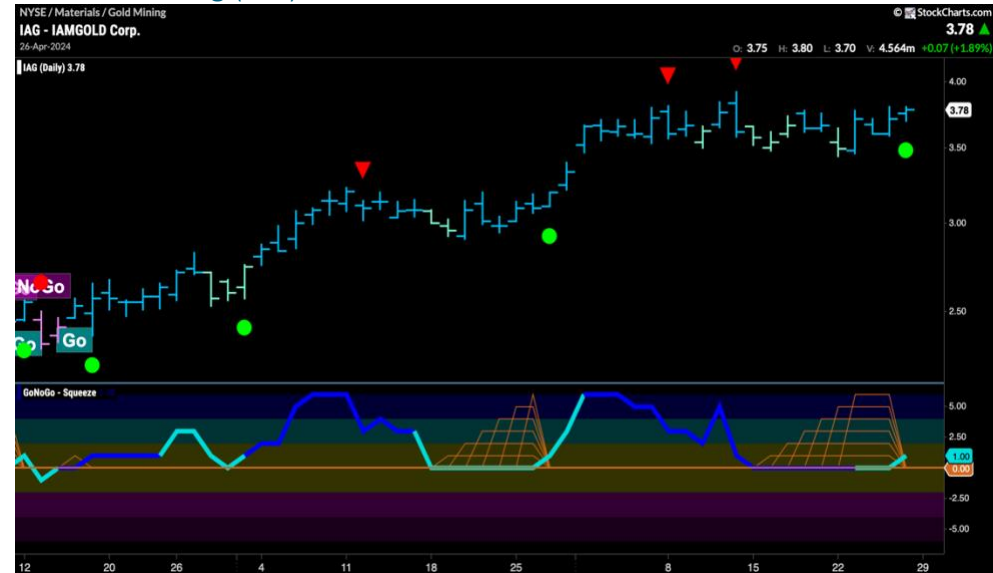 NYSE / Materials / Gold Mining
© StockCharts.com
IAG - IAMGOLD Corp.
3.78
26-Apr-2024
O: 3.75 H: 3.80 L: 3.70 V: 4.564m +0.07 (+1.89%)
IAG (Daily) 3.78
4.00
3.78
3.50
3.00
NoGo
2.50
Go
Go
GoNoGo - Squeeze
5.00
2.50
1.00
0.00
-2.50
-5.00
12 20 26 4 11 18 25 8 15 22 29